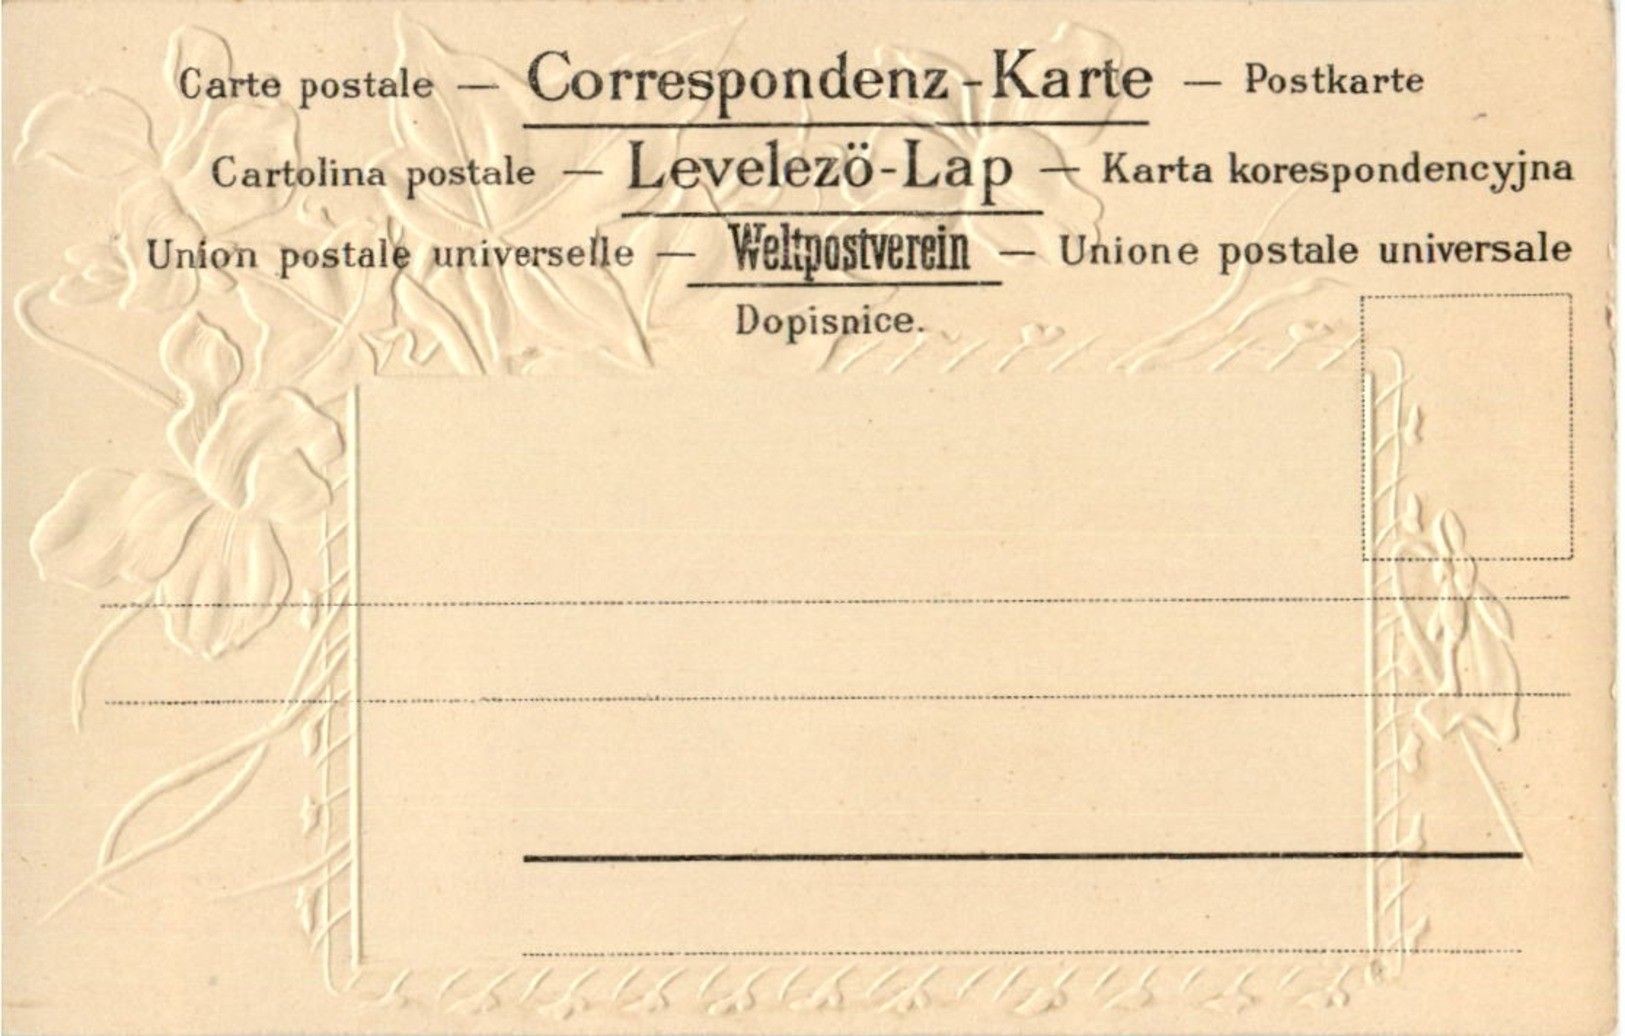 Carte postale — Correspondenz-Karte — Postkarte
Cartolina postale — Levelezö-Lap — Karta korespondencyjna
Union postale universelle — Weltpostverein — Unione postale universale
Dopisnice.